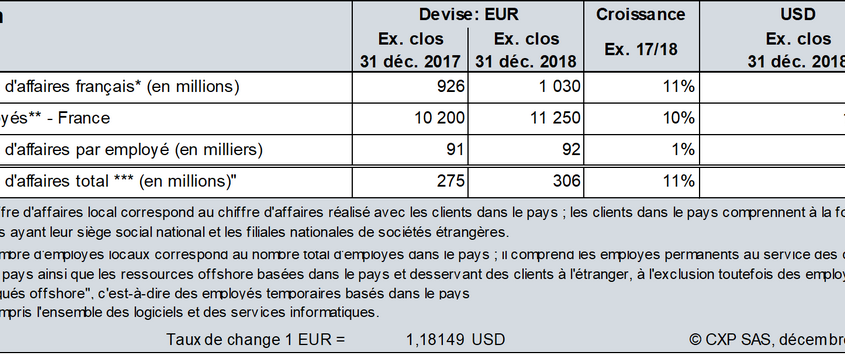 Devise: EUR Croissance USD
Ex. clos Ex. clos Ex. 17/18 Ex. clos
31 déc. 2017 31 déc. 2018 31 déc. 2018
d'affaires français* (en millions) 926 1 030 11%
yés** - France 10 200 11 250 10%
d'affaires par employé (en milliers) 91 92 1%
d'affaires total *** (en millions)" 275 306 11%
ffre d'affaires local correspond au chiffre d'affaires réalisé avec les clients dans le pays ; les clients dans le pays comprennent à la fo
s ayant leur siège social national et les filiales nationales de sociétés étrangères.
mbre d'employés locaux correspond au nombre total d'employés dans le pays ; il comprend les employés permanents au service des
pays ainsi que les ressources offshore basées dans le pays et desservant des clients à l'étranger, à l'exclusion toutefois des employ
qués offshore", c'est-à-dire des employés temporaires basés dans le pays
mpris l'ensemble des logiciels et des services informatiques.
Taux de change 1 EUR = 1,18149 USD © CXP SAS, décembre